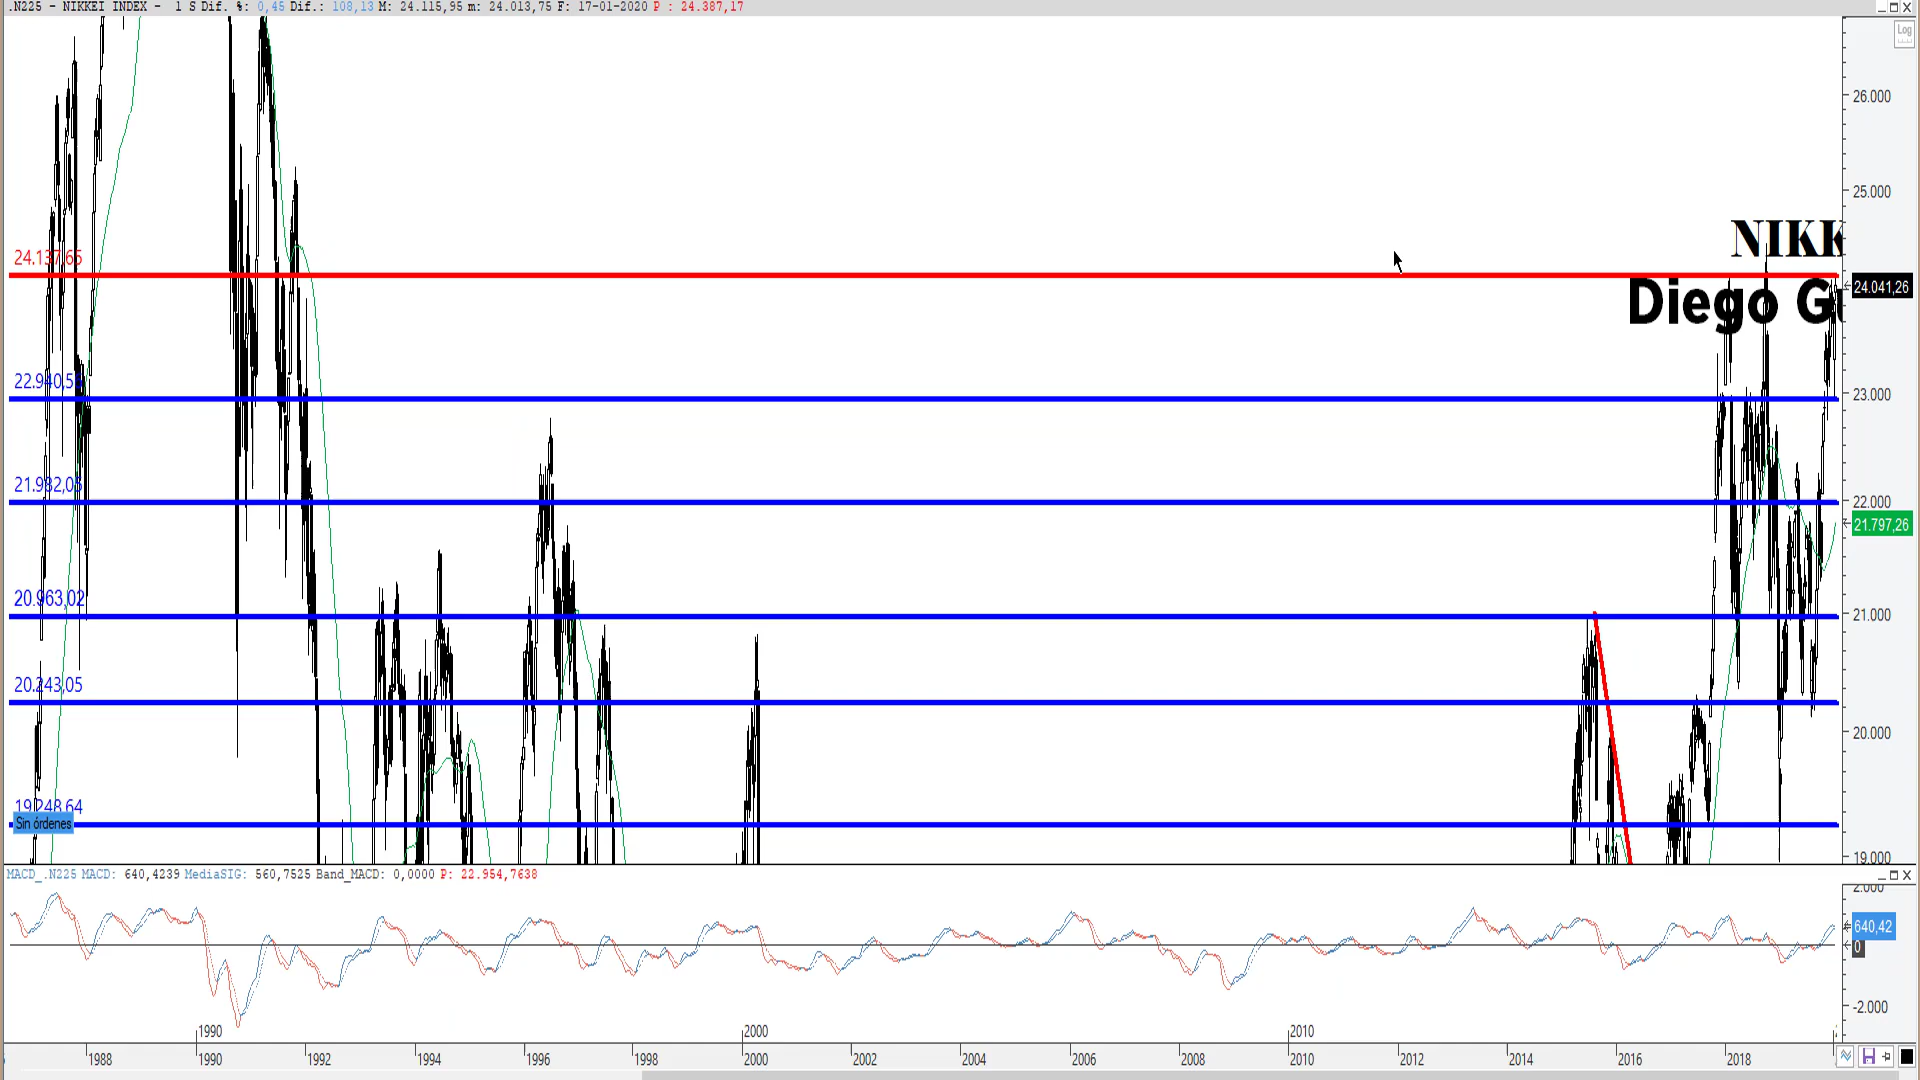 .N225 - NIKKEI INDEX - 1 S Dif. %: 0,45 Dif.: 108,13 M: 24.115,95 m: 24.013,75 F: 17-01-2020 P : 24.387,17
Log
26.000
25.000
NIKK
24.137,65
24.041,26
Diego G
22.940,55
23.000
21.982,05
22.000
21.797,26
20.963,02
21.000
20.243,05
20.000
19.248,64
Sin órdenes
19.000
MACD_.N225 MACD: 640,4239 MediaSIG: 560,7525 Band_MACD: 0,0000 P: 22.954,7638
2.000
640,42
0
-2.000
1990 2000 2010
1988 1990 1992 1994 1996 1998 2000 2002 2004 2006 2008 2010 2012 2014 2016 2018